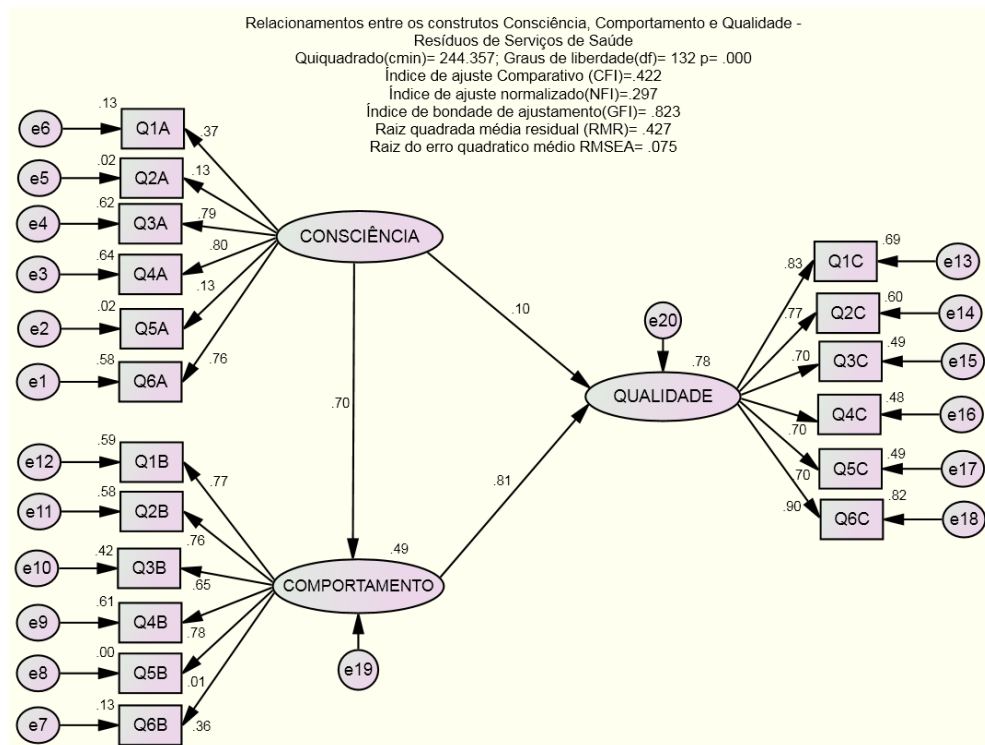 Relacionamentos entre os construtos Consciência, Comportamento e Qualidade -
Resíduos de Serviços de Saúde
Quiquadrado(cmin)= 244.357; Graus de liberdade(df)= 132 p= .000
Índice de ajuste Comparativo (CFI)=.422
Índice de ajuste normalizado(NFI)=.297
Índice de bondade de ajustamento(GFI)= .823
Raiz quadrada média residual (RMR)= .427
Raiz do erro quadratico médio RMSEA= .075
.13
e6 Q1A .37
.02
e5 Q2A .13
.62
e4 Q3A .79
.64
e3 Q4A .80
.02
e2 Q5A .13
.58
e1 Q6A .76
CONSCIÊNCIA
.10
.70
.59
e12 Q1B .77
.58
e11 Q2B .76
.42
e10 Q3B .65
.61
e9 Q4B .78
.00
e8 Q5B .01
.13
e7 Q6B .36
.49
COMPORTAMENTO
e19
.81
e20
.78
QUALIDADE
.69
.83 Q1C e13
.60
.77 Q2C e14
.49
.70 Q3C e15
.48
.70 Q4C e16
.49
.70 Q5C e17
.82
.90 Q6C e18